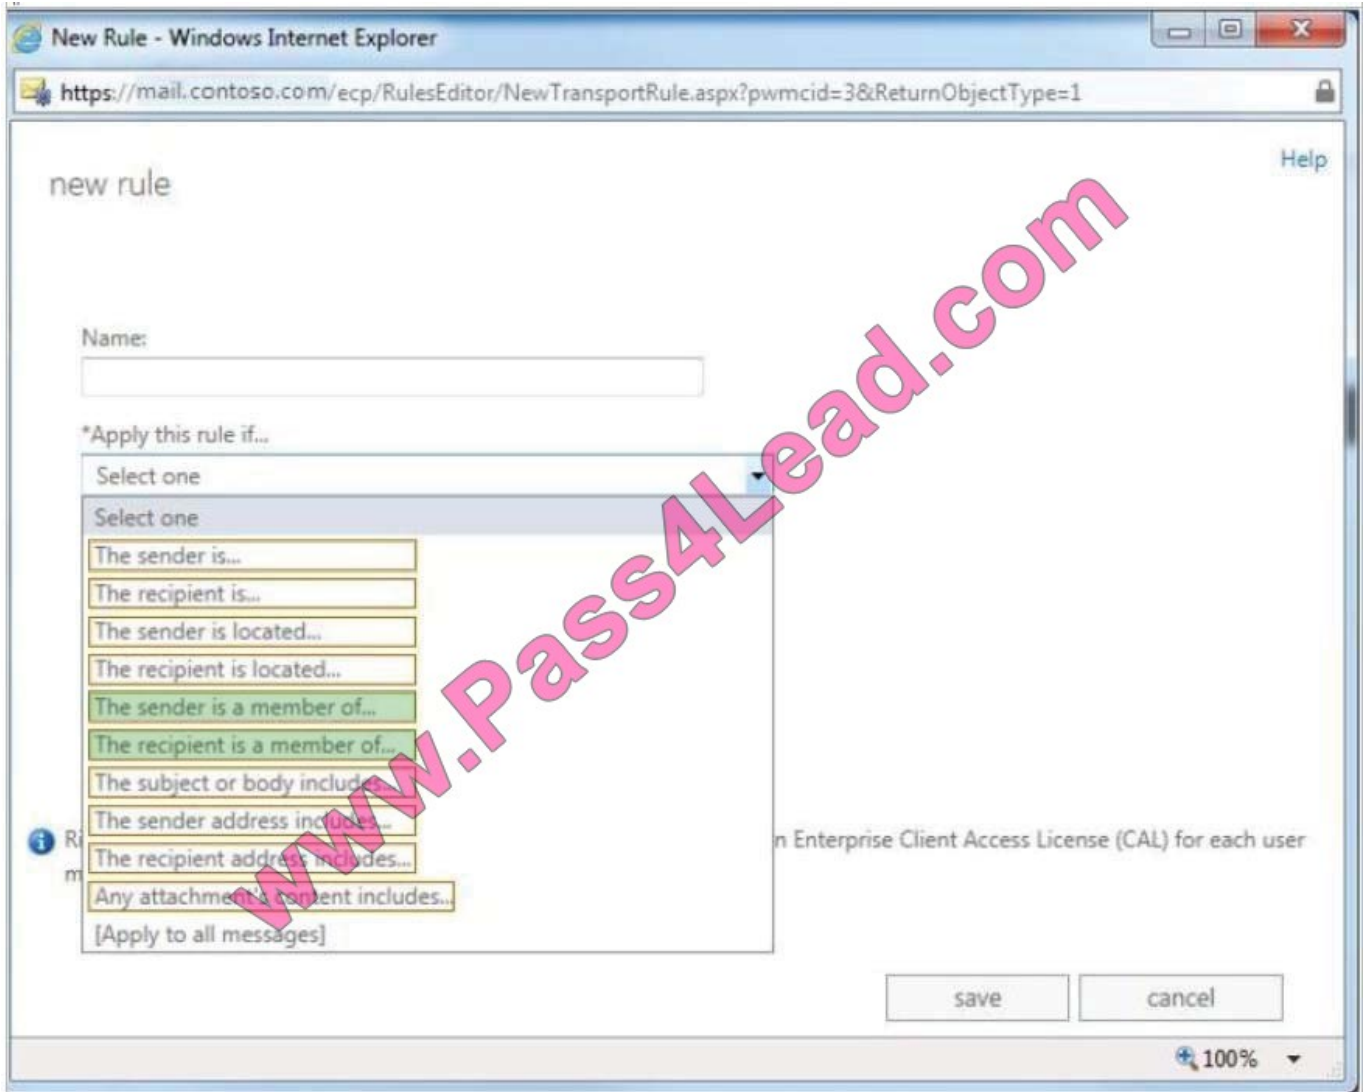 New Rule - Windows Internet Explorer
https://mail.contoso.com/ecp/RulesEditor/NewTransportRule.aspx?pwmcid=3&ReturnObjectType=1
Help
new rule
Name:
*Apply this rule if...
Select one
Select one
The sender is...
The recipient is...
The sender is located...
The recipient is located...
The sender is a member of...
The recipient is a member of...
The subject or body includes...
The sender address includes...
The recipient address includes...
n Enterprise Client Access License (CAL) for each user
Any attachment's content includes...
[Apply to all messages]
save
cancel
100%
www.Pass4Lead.com